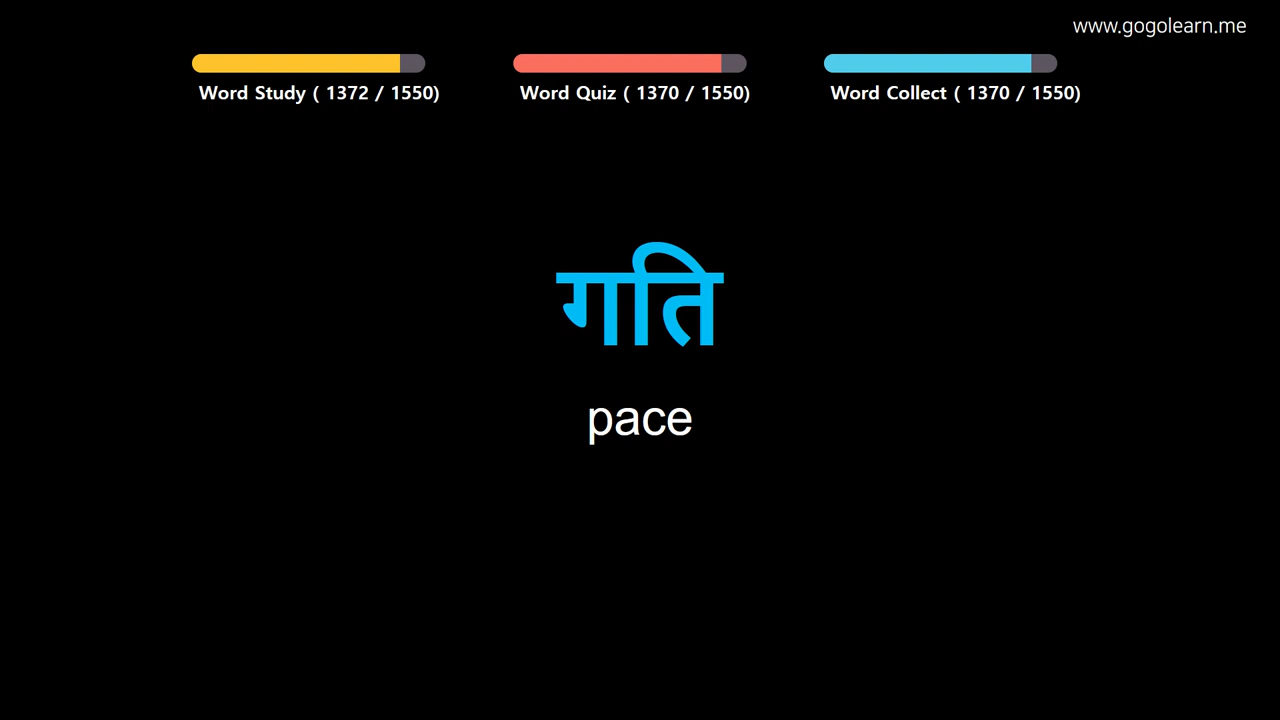 www.gogolearn.me
Word Study ( 1372 / 1550)
Word Quiz ( 1370 / 1550)
Word Collect ( 1370 / 1550)
गति
pace